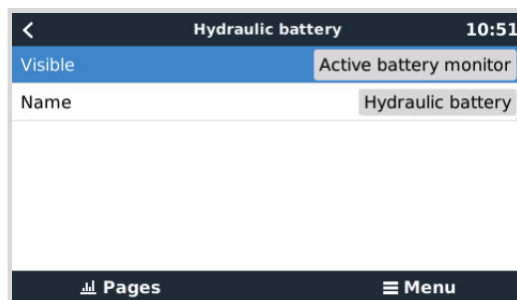 Hydraulic battery 10:51
Visible Active battery monitor
Name Hydraulic battery
Pages Menu